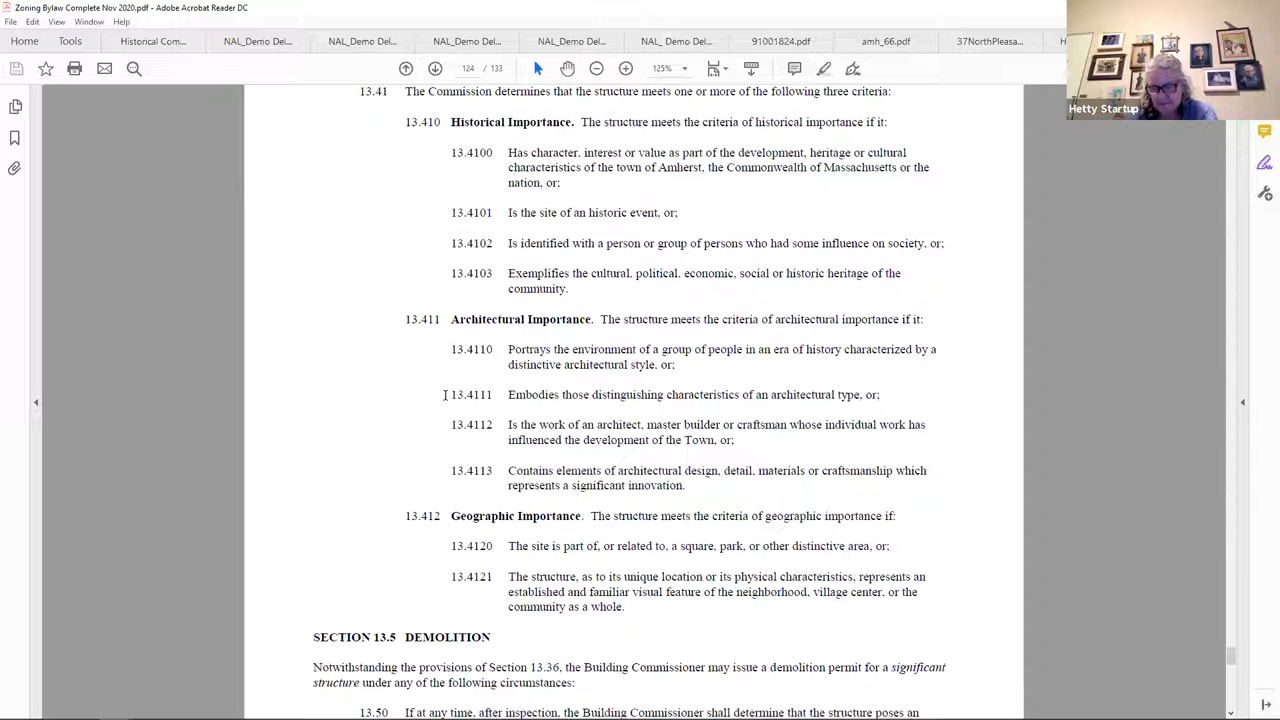 Zoning Bylaw Complete Nov 2020.pdf - Adobe Acrobat Reader DC
File Edit View Window Help
Home Tools Historical Com... NAL_Demo Del... NAL_Demo Del... NAL_Demo Del... NAL_Demo Del... NAL_ Demo Del... 91001824.pdf amh_66.pdf 37NorthPleasa...
124 / 133 125%
Hetty Startup
13.41 The Commission determines that the structure meets one or more of the following three criteria:
13.410 Historical Importance. The structure meets the criteria of historical importance if it:
13.4100 Has character, interest or value as part of the development, heritage or cultural
characteristics of the town of Amherst, the Commonwealth of Massachusetts or the
nation, or;
13.4101 Is the site of an historic event, or;
13.4102 Is identified with a person or group of persons who had some influence on society, or;
13.4103 Exemplifies the cultural, political, economic, social or historic heritage of the
community.
13.411 Architectural Importance. The structure meets the criteria of architectural importance if it:
13.4110 Portrays the environment of a group of people in an era of history characterized by a
distinctive architectural style, or;
13.4111 Embodies those distinguishing characteristics of an architectural type, or;
13.4112 Is the work of an architect, master builder or craftsman whose individual work has
influenced the development of the Town, or;
13.4113 Contains elements of architectural design, detail, materials or craftsmanship which
represents a significant innovation.
13.412 Geographic Importance. The structure meets the criteria of geographic importance if:
13.4120 The site is part of, or related to, a square, park, or other distinctive area, or;
13.4121 The structure, as to its unique location or its physical characteristics, represents an
established and familiar visual feature of the neighborhood, village center, or the
community as a whole.
SECTION 13.5 DEMOLITION
Notwithstanding the provisions of Section 13.36, the Building Commissioner may issue a demolition permit for a significant
structure under any of the following circumstances:
13.50 If at any time, after inspection, the Building Commissioner shall determine that the structure poses an